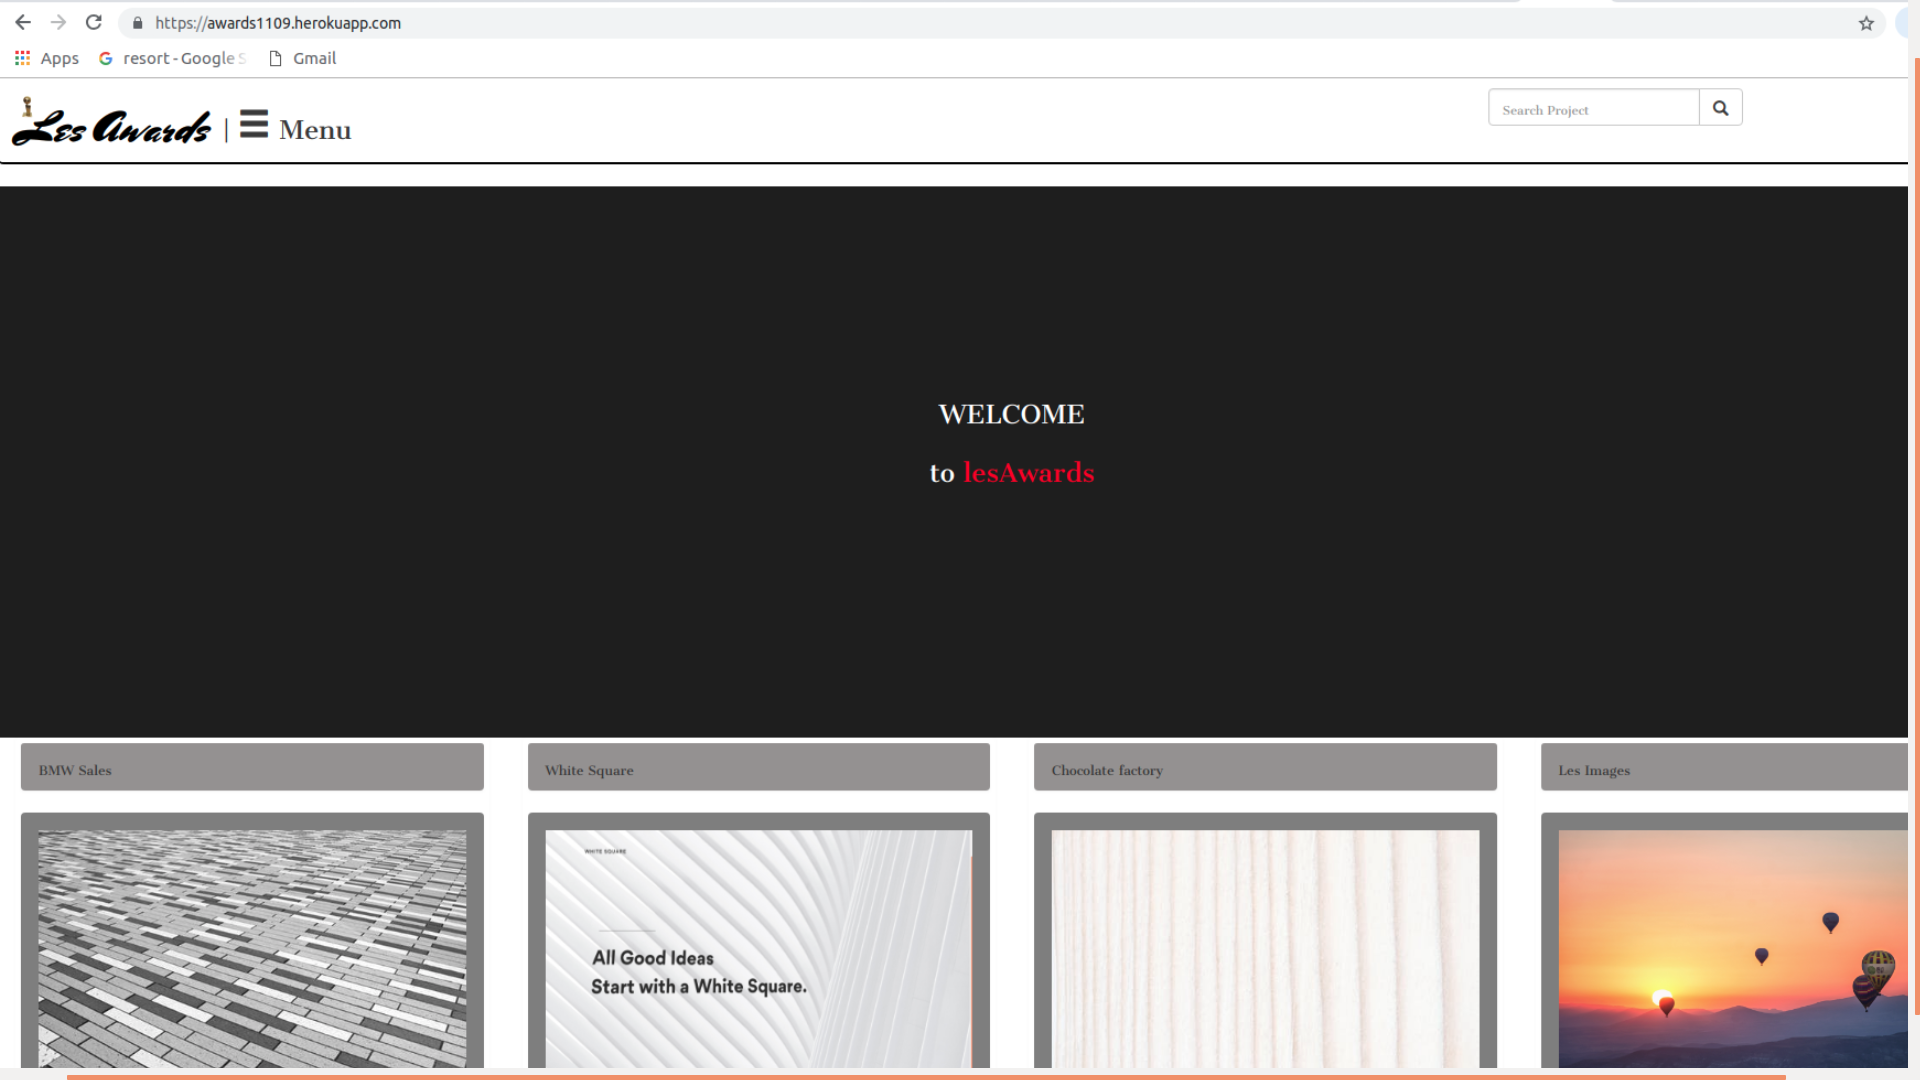 https://awards1109.herokuapp.com
Apps
resort - Google S
Gmail
Les Awards | Menu
Search Project
WELCOME
to lesAwards
BMW Sales
White Square
Chocolate factory
Les Images
WHITE SQUARE
All Good Ideas
Start with a White Square.